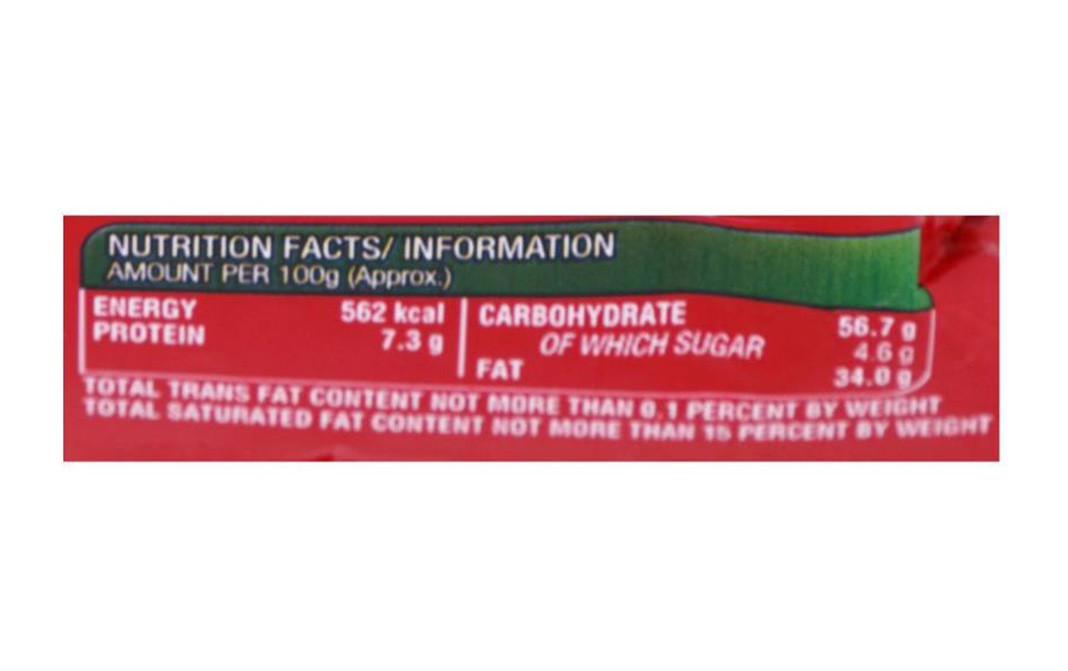 NUTRITION FACTS/ INFORMATION
AMOUNT PER 100g (Approx.)
ENERGY 562 kcal
PROTEIN 7.3 g
CARBOHYDRATE 56.7 g
OF WHICH SUGAR 4.6 g
FAT 34.0 g
TOTAL TRANS FAT CONTENT NOT MORE THAN 0.1 PERCENT BY WEIGHT
TOTAL SATURATED FAT CONTENT NOT MORE THAN 15 PERCENT BY WEIGHT